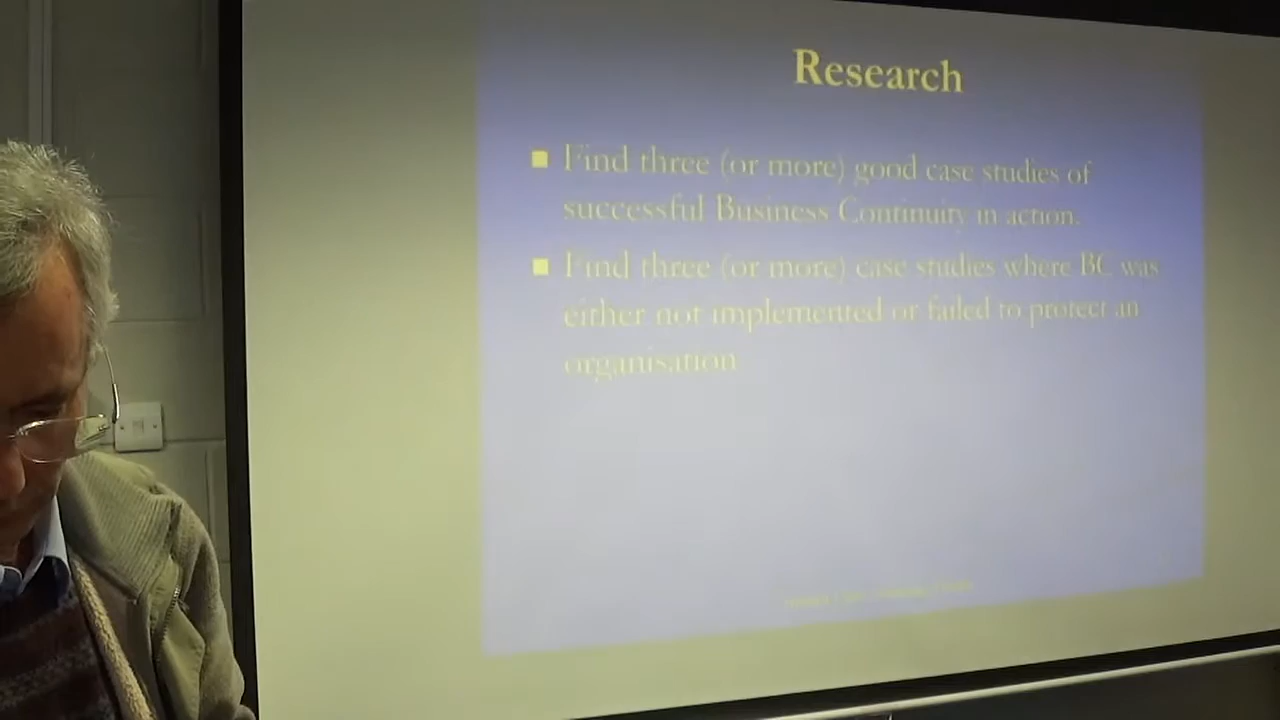 Research
■ Find three (or more) good case studies of
successful Business Continuity in action.
■ Find three (or more) case studies where BC was
either not implemented or failed to protect an
organisation